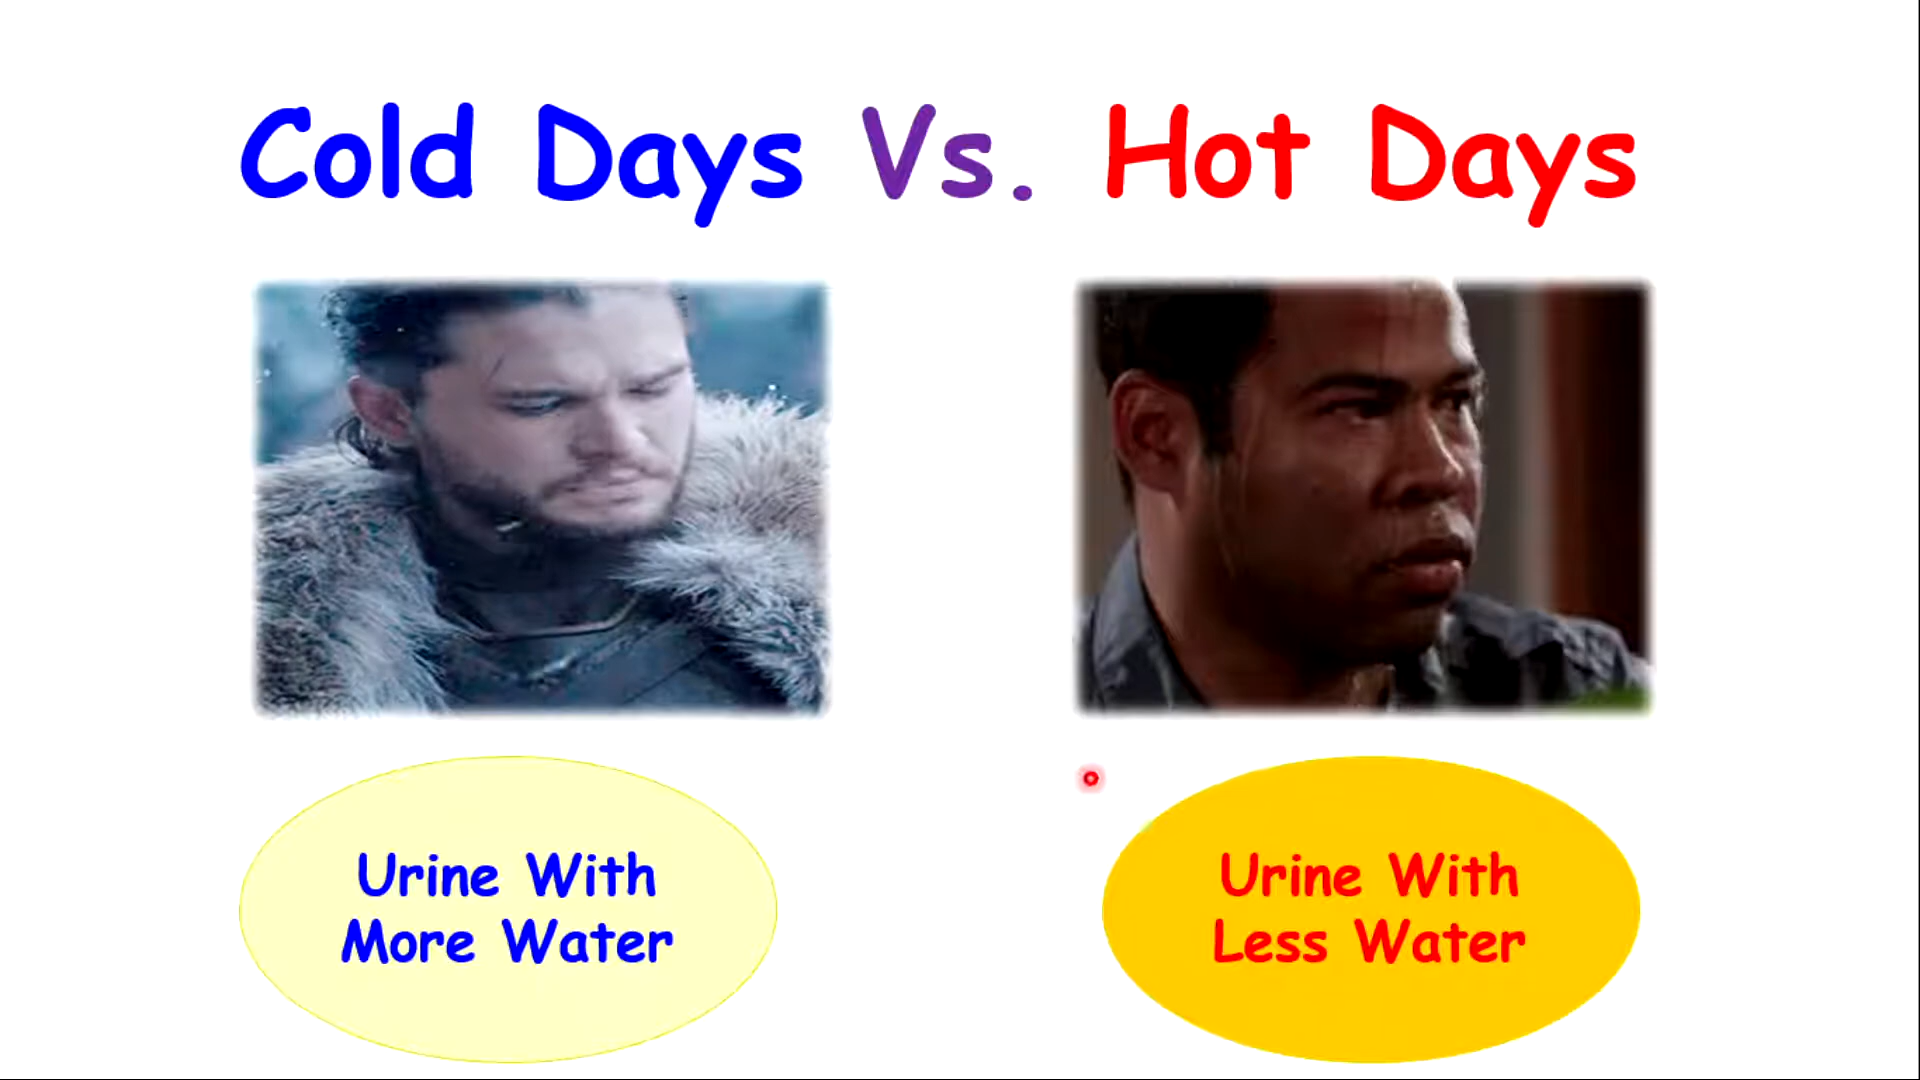 Cold Days Vs. Hot Days
Urine With
More Water
Urine With
Less Water